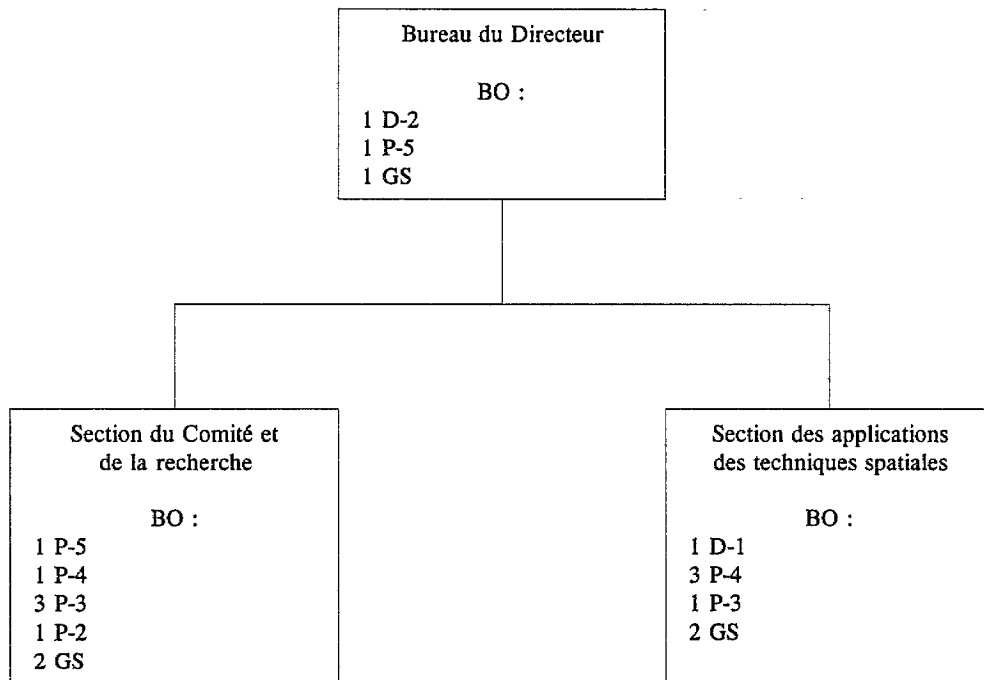 Bureau du Directeur
BO :
1 D-2
1 P-5
1 GS
Section du Comité et
de la recherche
BO :
1 P-5
1 P-4
3 P-3
1 P-2
2 GS
Section des applications
des techniques spatiales
BO :
1 D-1
3 P-4
1 P-3
2 GS